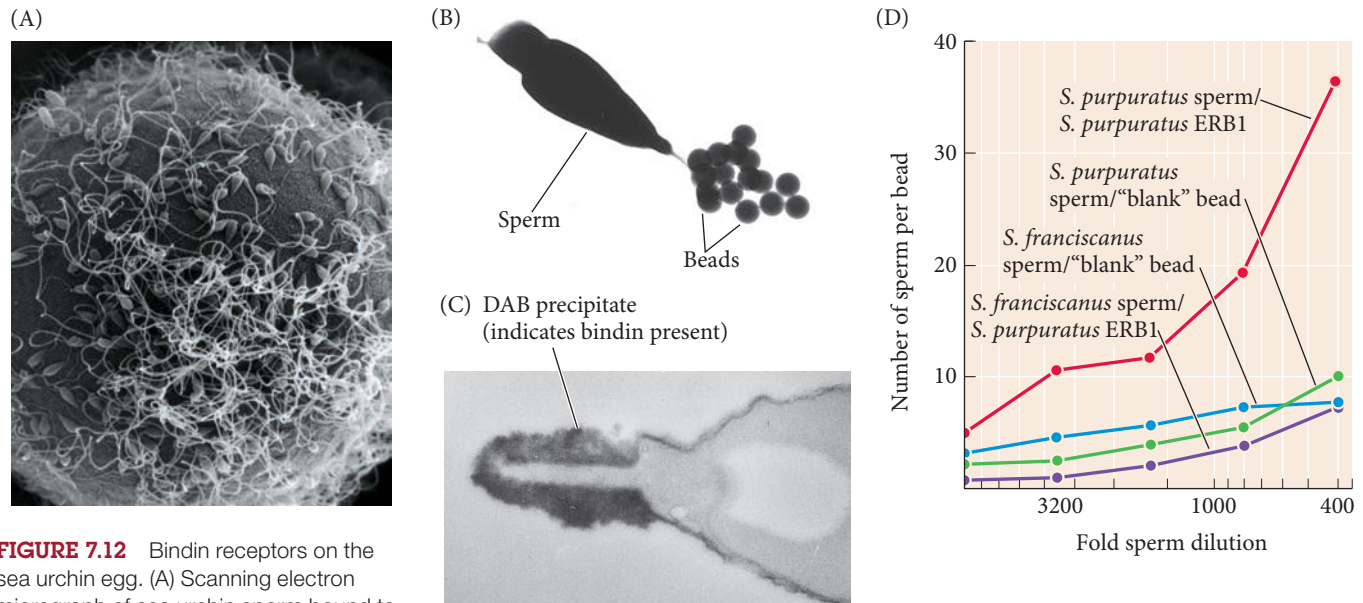 (A)
(B)
Sperm
Beads
(C) DAB precipitate
(indicates bindin present)
(D)
40
30
20
10
Number of sperm per bead
S. purpuratus sperm/
S. purpuratus ERB1
S. purpuratus
sperm/“blank” bead
S. franciscanus
sperm/“blank” bead
S. franciscanus sperm/
S. purpuratus ERB1
3200
1000
400
Fold sperm dilution
FIGURE 7.12 Bindin receptors on the
sea urchin egg. (A) Scanning electron